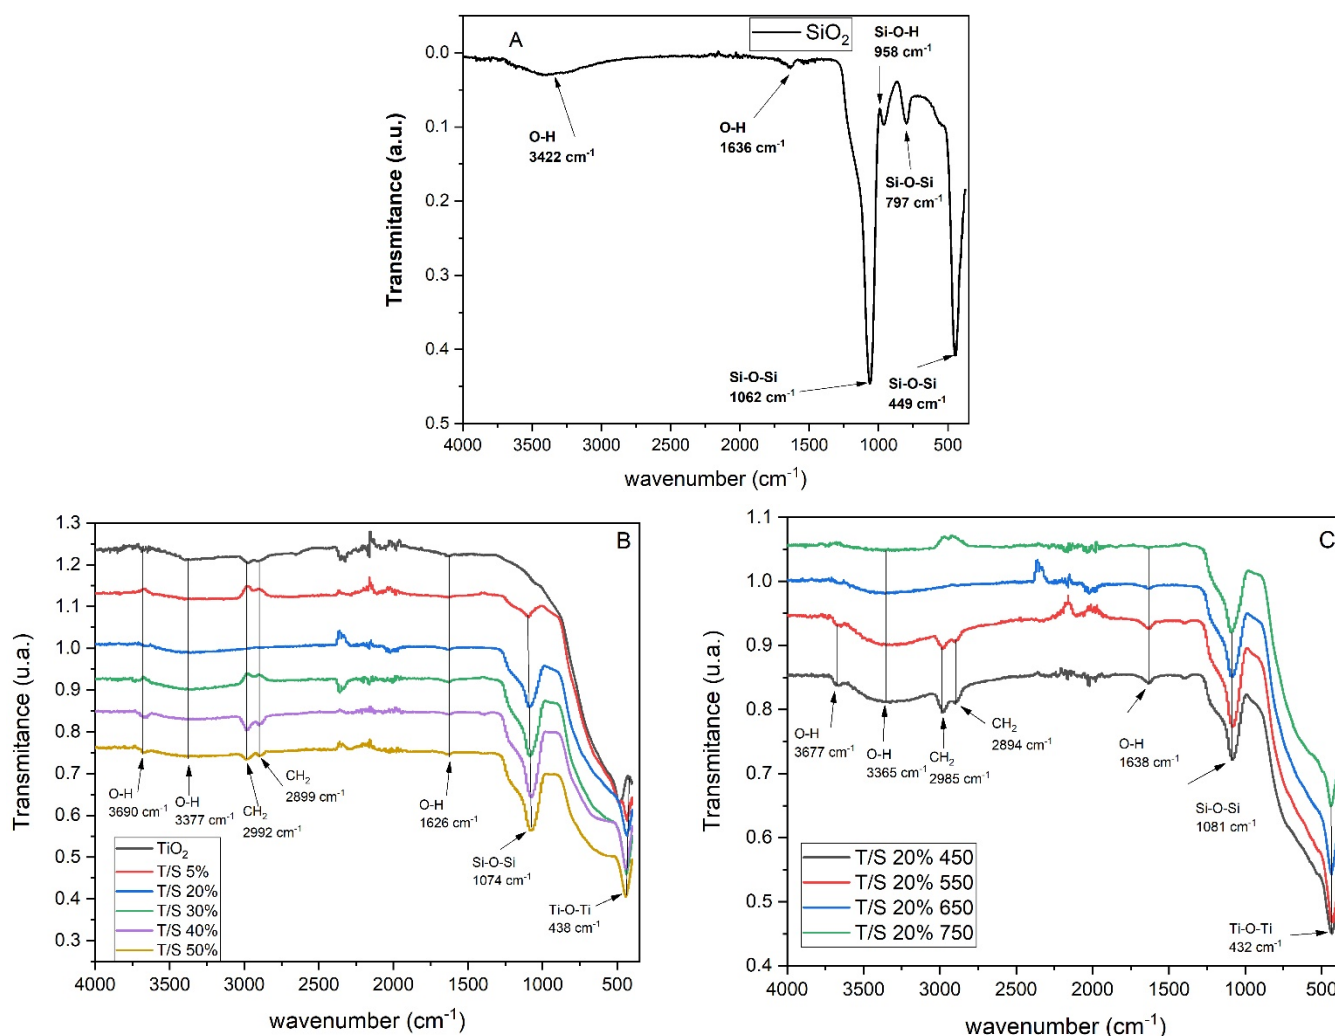 A
SiO2
Si-O-H
958 cm-1
0.0
0.1
0.2
0.3
0.4
0.5
Transmitance (a.u.)
O-H
3422 cm-1
O-H
1636 cm-1
Si-O-Si
797 cm-1
Si-O-Si
1062 cm-1
Si-O-Si
449 cm-1
4000 3500 3000 2500 2000 1500 1000 500
wavenumber (cm-1)
B
1.3
1.2
1.1
1.0
0.9
0.8
0.7
0.6
0.5
0.4
0.3
Transmitance (u.a.)
O-H
3690 cm-1
O-H
3377 cm-1
CH2
2992 cm-1
CH2
2899 cm-1
O-H
1626 cm-1
Si-O-Si
1074 cm-1
Ti-O-Ti
438 cm-1
TiO2
T/S 5%
T/S 20%
T/S 30%
T/S 40%
T/S 50%
4000 3500 3000 2500 2000 1500 1000 500
wavenumber (cm-1)
C
1.1
1.0
0.9
0.8
0.7
0.6
0.5
0.4
Transmitance (u.a.)
O-H
3677 cm-1
O-H
3365 cm-1
CH2
2985 cm-1
CH2
2894 cm-1
O-H
1638 cm-1
Si-O-Si
1081 cm-1
Ti-O-Ti
432 cm-1
T/S 20% 450
T/S 20% 550
T/S 20% 650
T/S 20% 750
4000 3500 3000 2500 2000 1500 1000 500
wavenumber (cm-1)